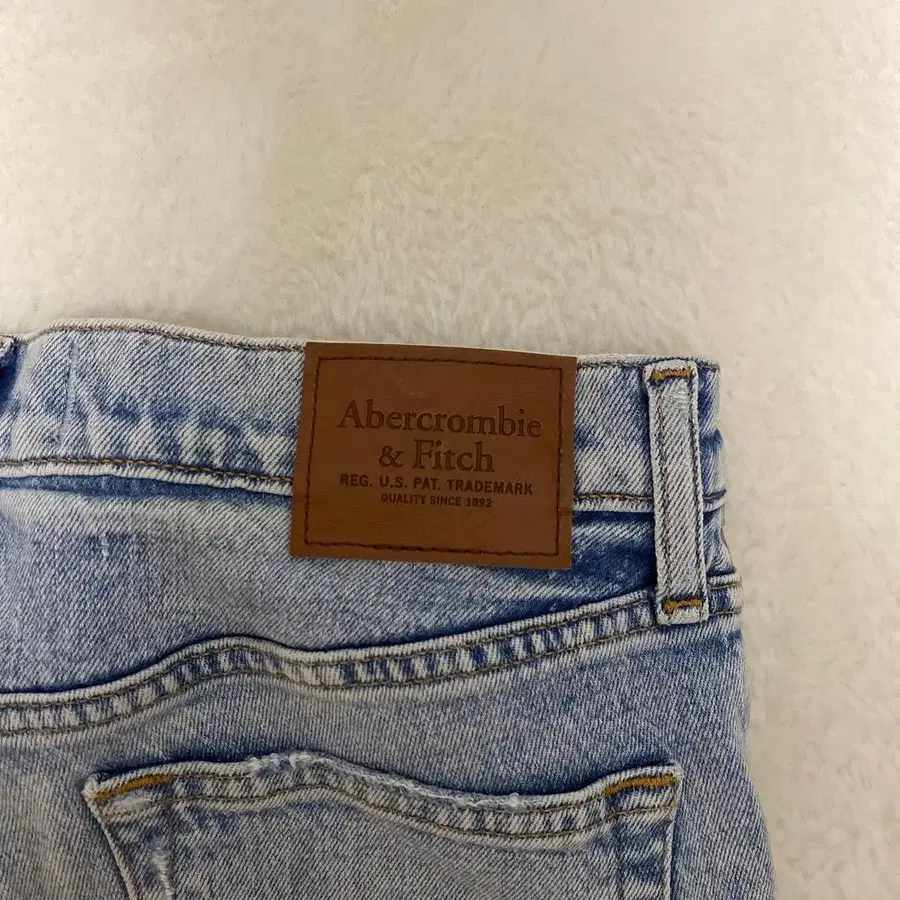 Abercrombie
& Fitch
REG. U.S. PAT. TRADEMARK
QUALITY SINCE 1892